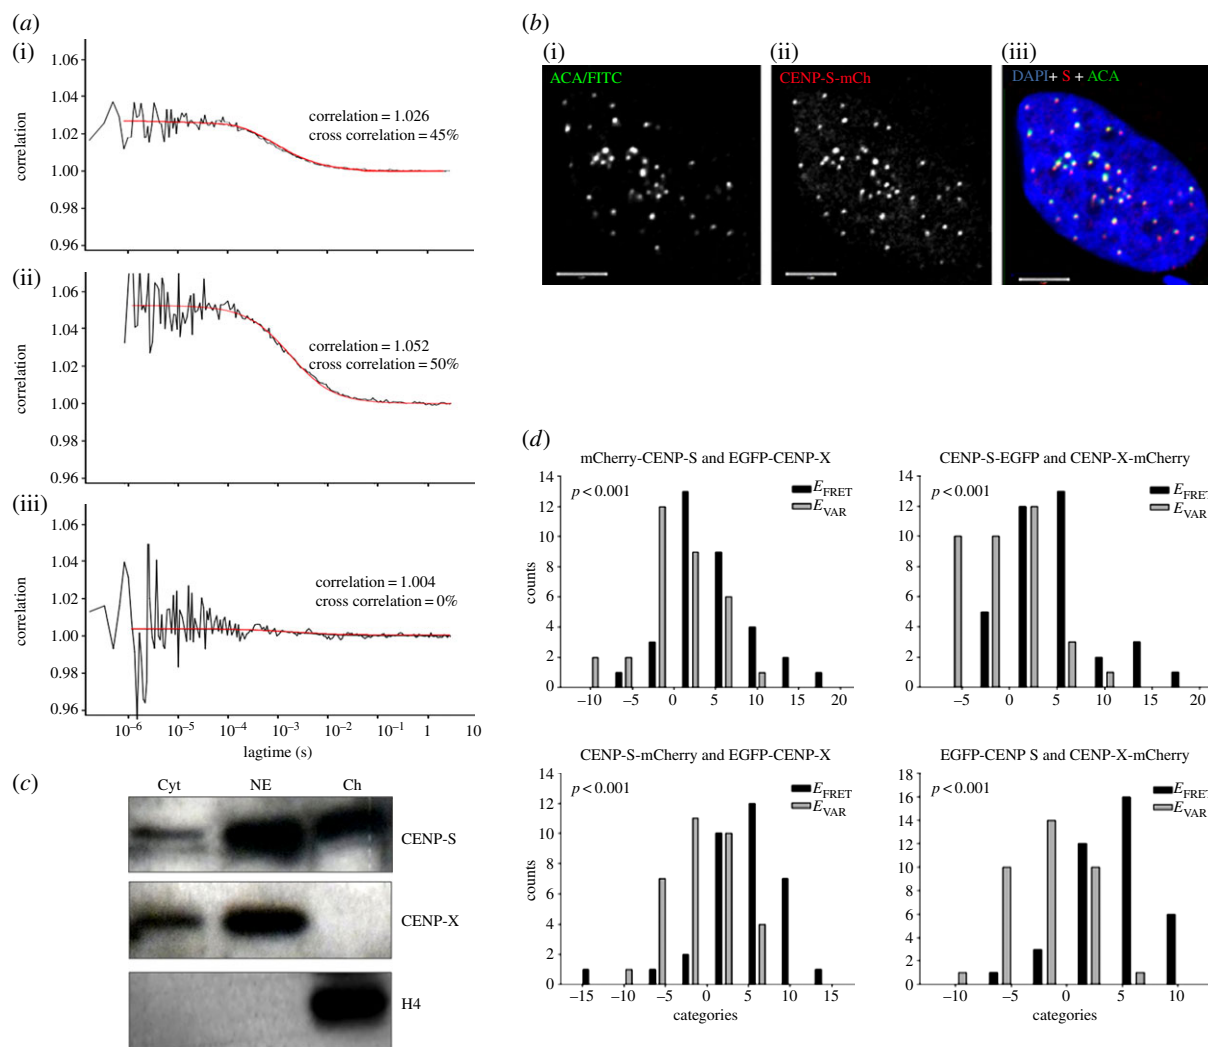 (a)
(i)
1.06
1.04
1.02
1.00
0.98
0.96
correlation
correlation = 1.026
cross correlation = 45%
(ii)
1.06
1.04
1.02
1.00
0.98
0.96
correlation
correlation = 1.052
cross correlation = 50%
(iii)
1.06
1.04
1.02
1.00
0.98
0.96
correlation
correlation = 1.004
cross correlation = 0%
10⁻⁶ 10⁻⁵ 10⁻⁴ 10⁻³ 10⁻² 10⁻¹ 1 10
lagtime (s)
(b)
(i) (ii) (iii)
ACA/FITC
CENP-S-mCh
DAPI+ S + ACA
(c)
Cyt NE Ch
CENP-S
CENP-X
H4
(d)
mCherry-CENP-S and EGFP-CENP-X
14
12
10
8
6
4
2
0
counts
p < 0.001
E_FRET
E_VAR
−10 −5 0 5 10 15 20
CENP-S-EGFP and CENP-X-mCherry
14
12
10
8
6
4
2
0
p < 0.001
E_FRET
E_VAR
−5 0 5 10 15 20
CENP-S-mCherry and EGFP-CENP-X
14
12
10
8
6
4
2
0
counts
p < 0.001
E_FRET
E_VAR
−15 −10 −5 0 5 10 15
categories
EGFP-CENP S and CENP-X-mCherry
18
16
14
12
10
8
6
4
2
0
p < 0.001
E_FRET
E_VAR
−10 −5 0 5 10
categories